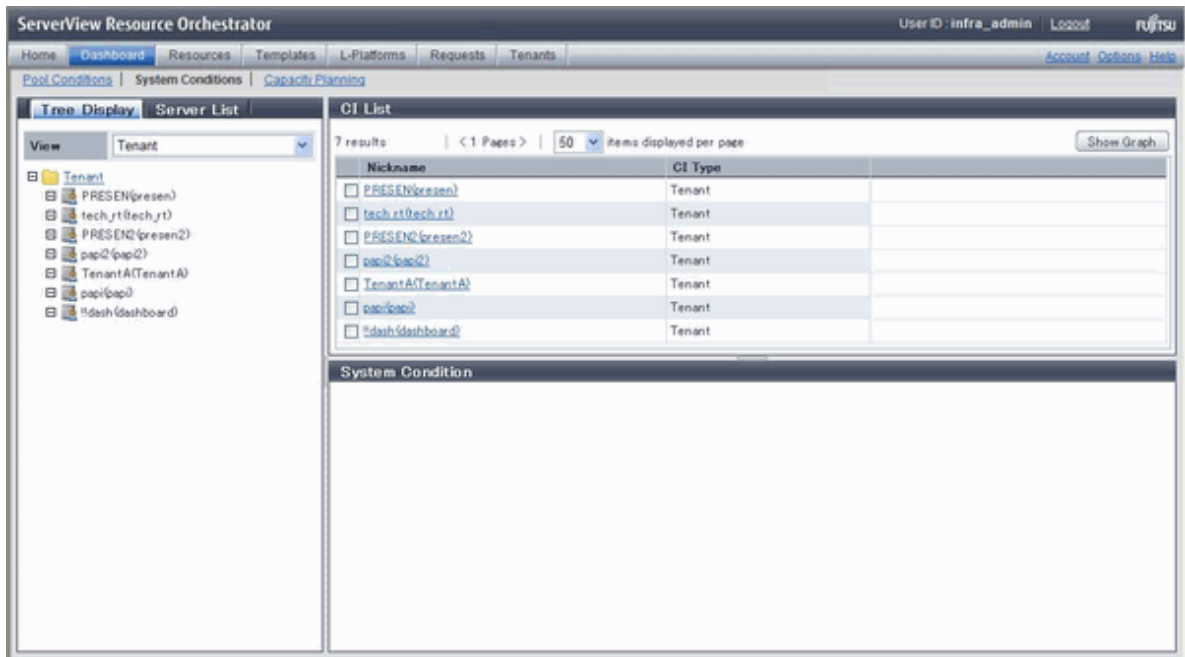 ServerView Resource Orchestrator User ID : infra_admin Logout FUJITSU
Home Dashboard Resources Templates L-Platforms Requests Tenants Account Options Help
Pool Conditions | System Conditions | Capacity Planning
Tree Display Server List
View Tenant
Tenant
PRESEN(presen)
tech_rt(tech_rt)
PRESEN2(presen2)
papi2(papi2)
TenantA(TenantA)
papi(papi)
!!dash(dashboard)
CI List
7 results | < 1 Pages > | 50 items displayed per page Show Graph
Nickname CI Type
PRESEN(presen) Tenant
tech_rt(tech_rt) Tenant
PRESEN2(presen2) Tenant
papi2(papi2) Tenant
TenantA(TenantA) Tenant
papi(papi) Tenant
!!dash(dashboard) Tenant
System Condition